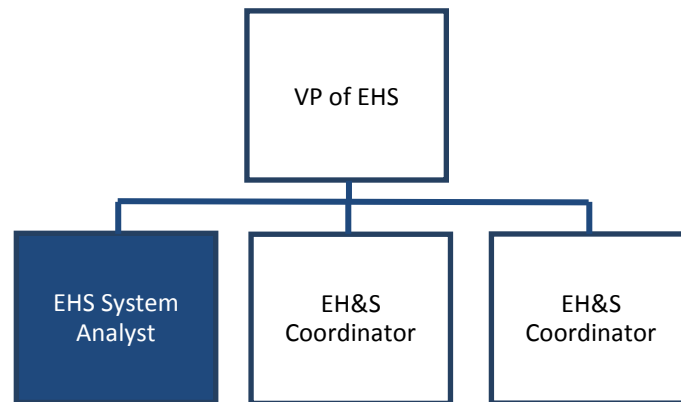 VP of EHS
EHS System
Analyst
EH&S
Coordinator
EH&S
Coordinator